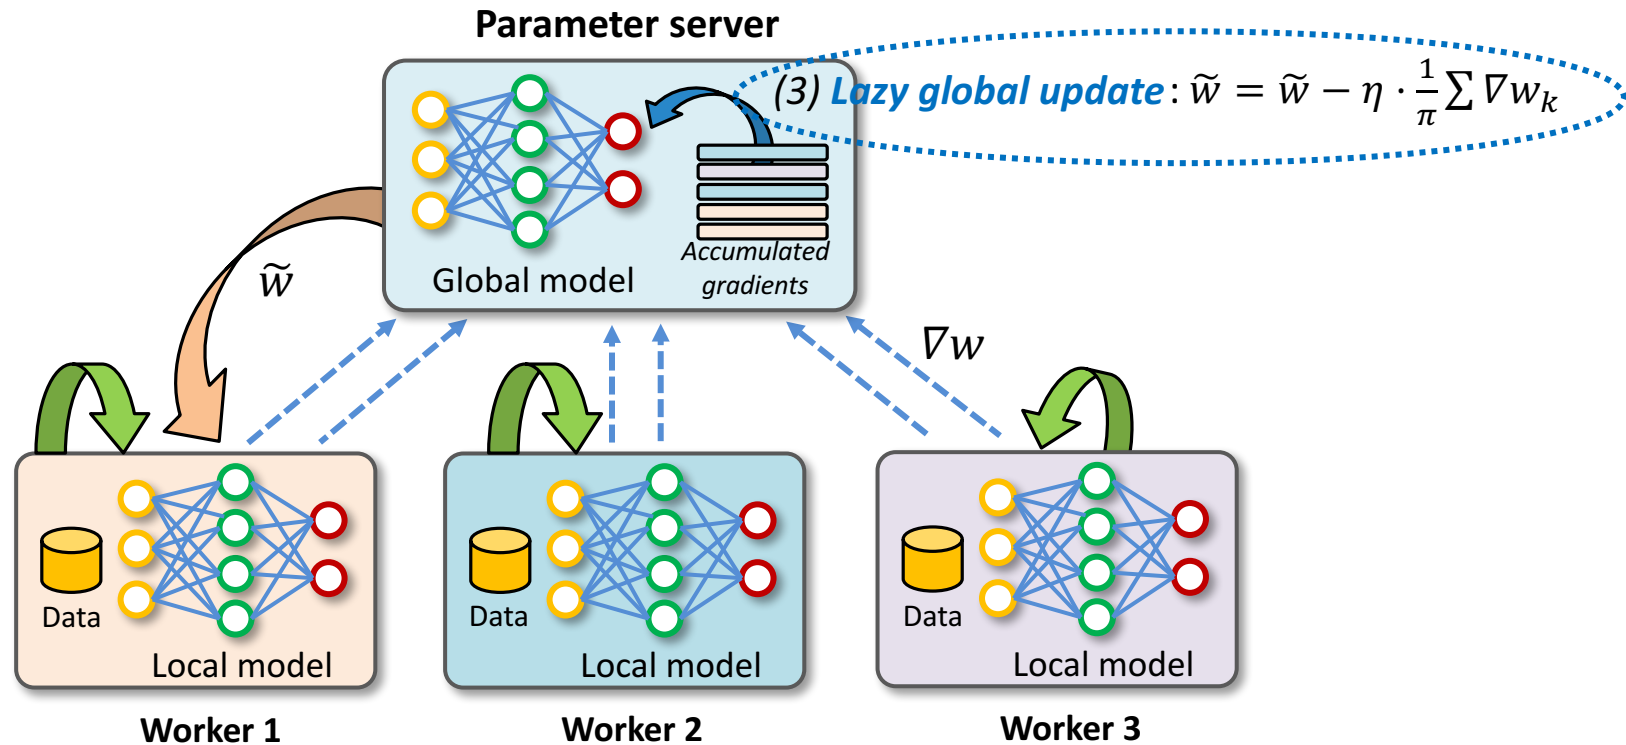 Parameter server
(3) Lazy global update: w̃ = w̃ − η · 1/π ∑ ∇w_k
Accumulated
gradients
Global model
w̃
∇w
Data
Local model
Worker 1
Data
Local model
Worker 2
Data
Local model
Worker 3